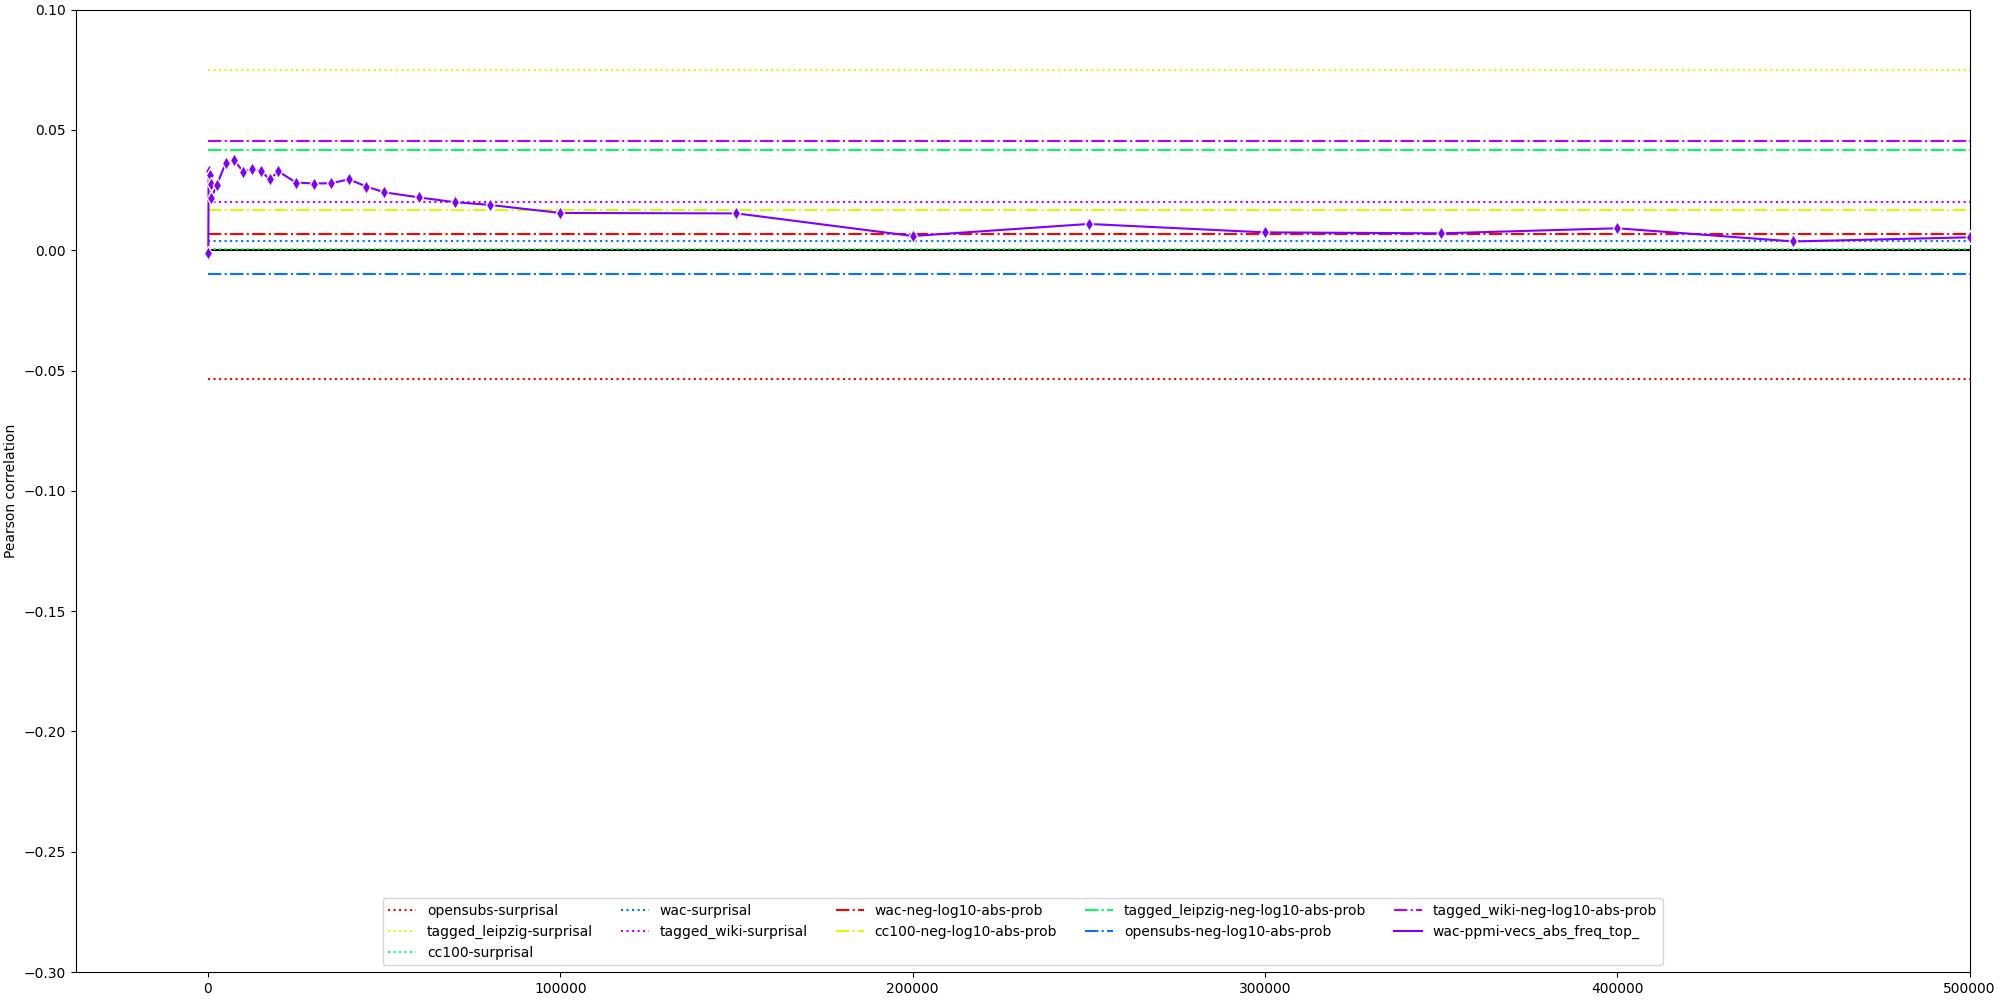 0.10
0.05
0.00
−0.05
−0.10
−0.15
−0.20
−0.25
−0.30
Pearson correlation
0
100000
200000
300000
400000
500000
opensubs-surprisal
tagged_leipzig-surprisal
cc100-surprisal
wac-surprisal
tagged_wiki-surprisal
wac-neg-log10-abs-prob
cc100-neg-log10-abs-prob
tagged_leipzig-neg-log10-abs-prob
opensubs-neg-log10-abs-prob
tagged_wiki-neg-log10-abs-prob
wac-ppmi-vecs_abs_freq_top_